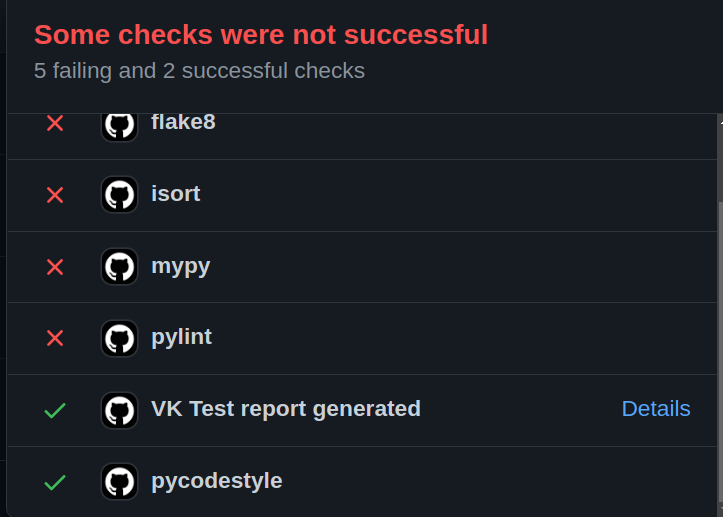 Some checks were not successful
5 failing and 2 successful checks
flake8
isort
mypy
pylint
VK Test report generated Details
pycodestyle